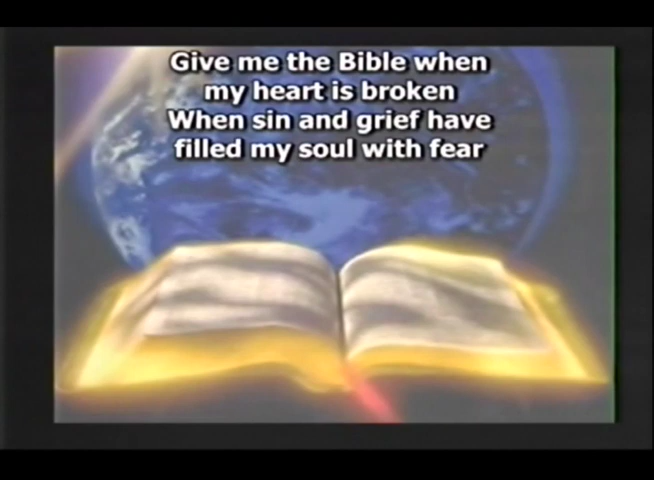 Give me the Bible when
my heart is broken
When sin and grief have
filled my soul with fear